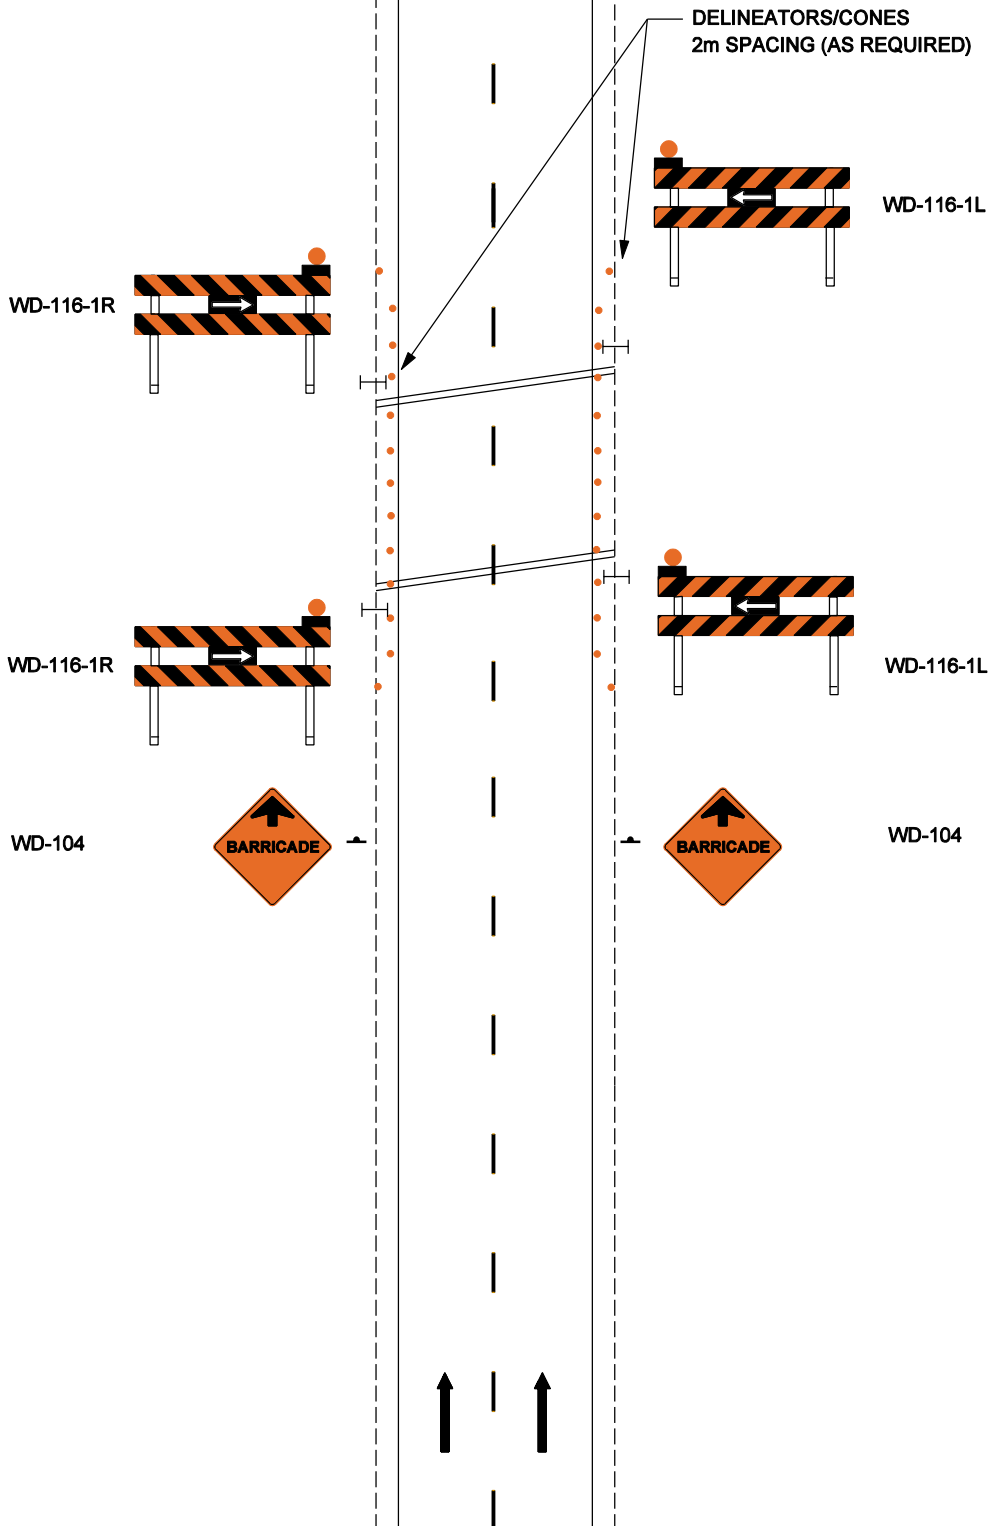 DELINEATORS/CONES
2m SPACING (AS REQUIRED)
WD-116-1L
WD-116-1R
WD-116-1R
WD-116-1L
WD-104
BARRICADE
BARRICADE
WD-104